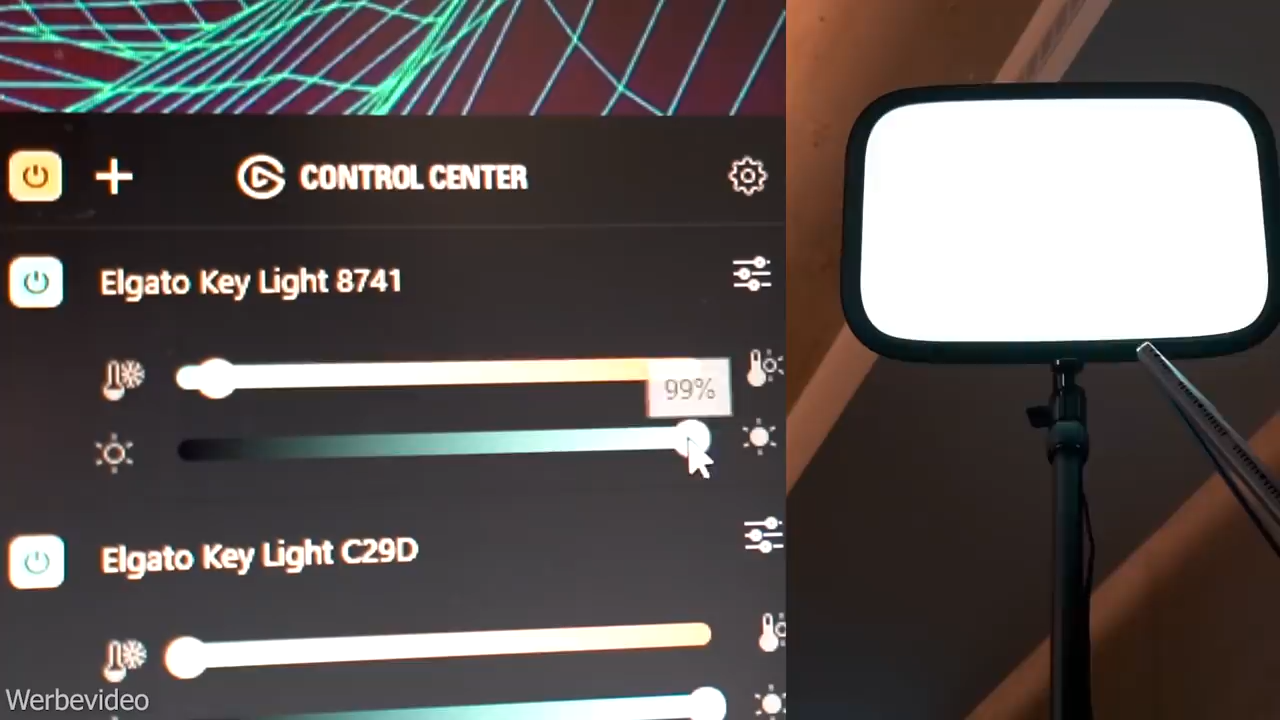 CONTROL CENTER
Elgato Key Light 8741
99%
Elgato Key Light C29D
Werbevideo